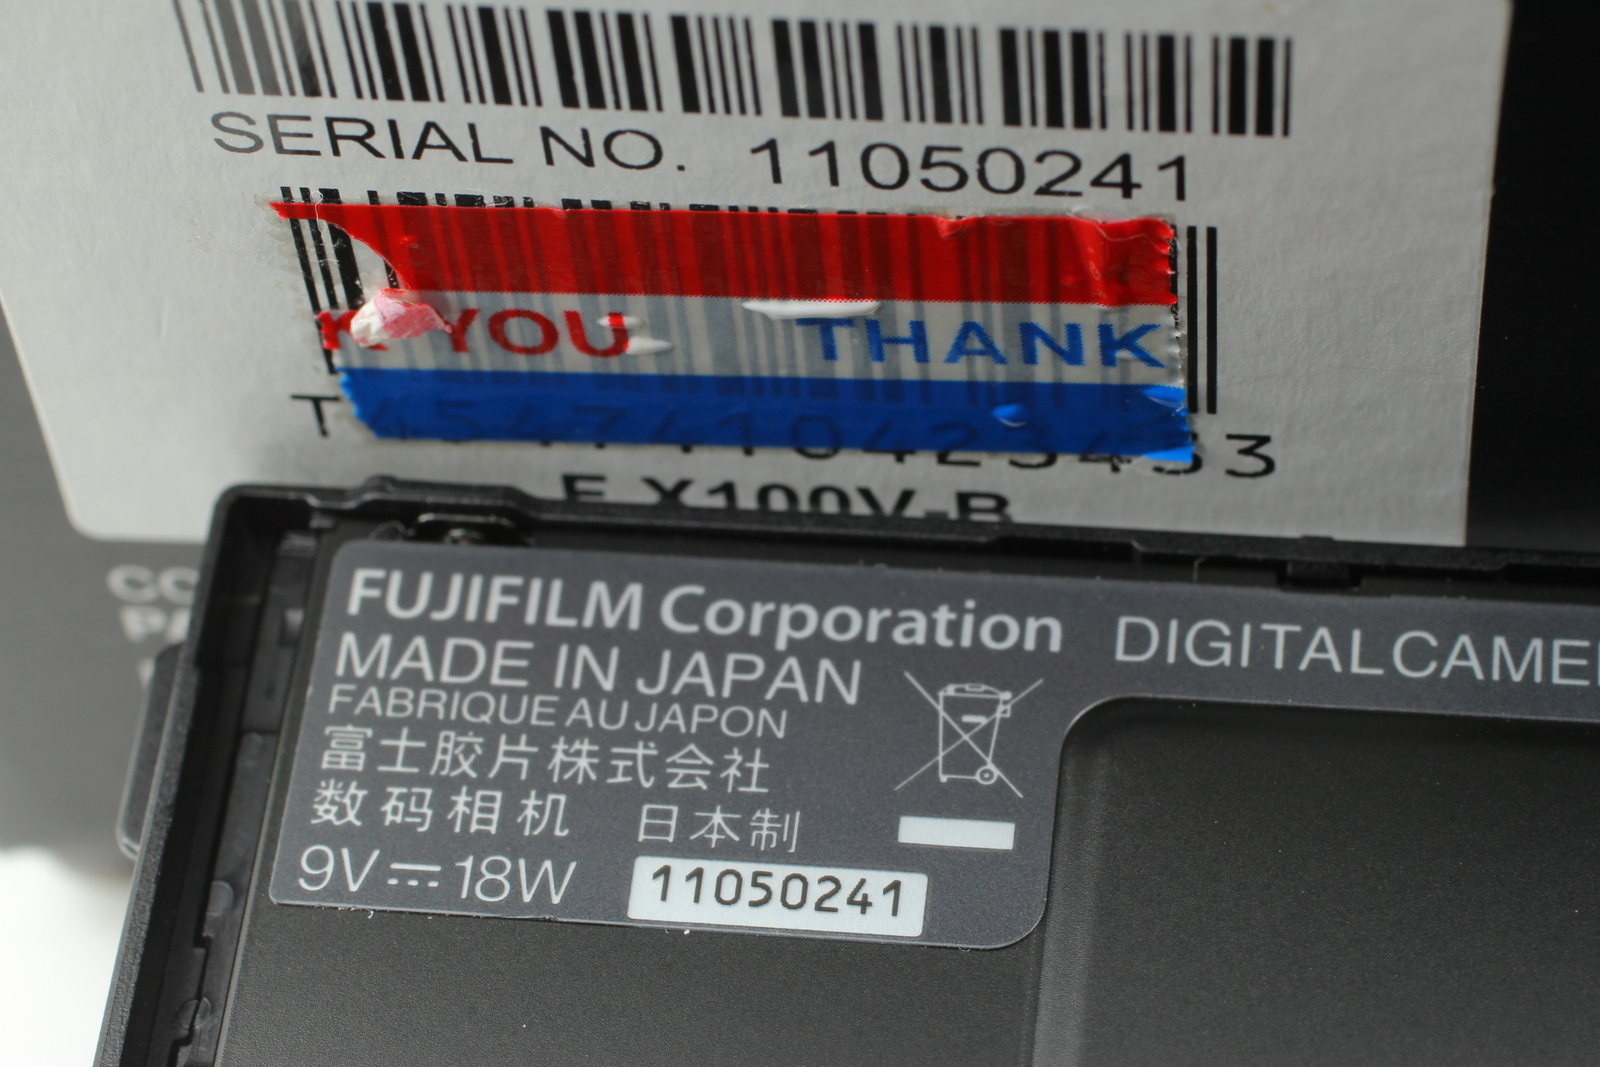 SERIAL NO. 11050241
YOU THANK
FUJIFILM Corporation DIGITALCAME
MADE IN JAPAN
FABRIQUE AU JAPON
富士胶片株式会社
数码相机 日本制
9V 18W 11050241